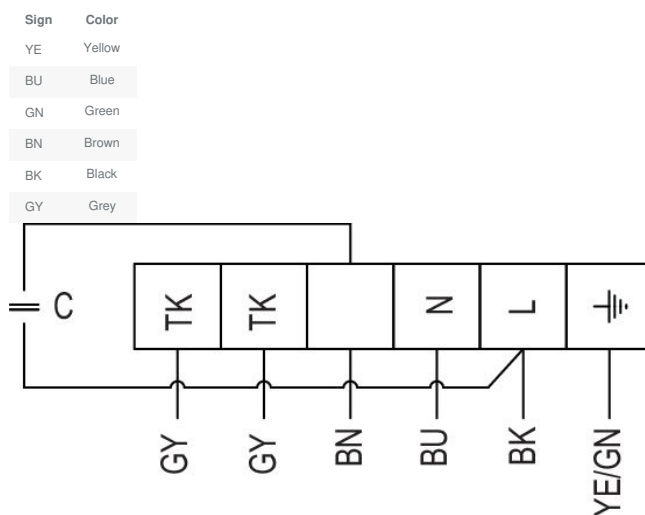 Sign Color
YE Yellow
BU Blue
GN Green
BN Brown
BK Black
GY Grey
C
TK TK N L
GY GY BN BU BK YE/GN